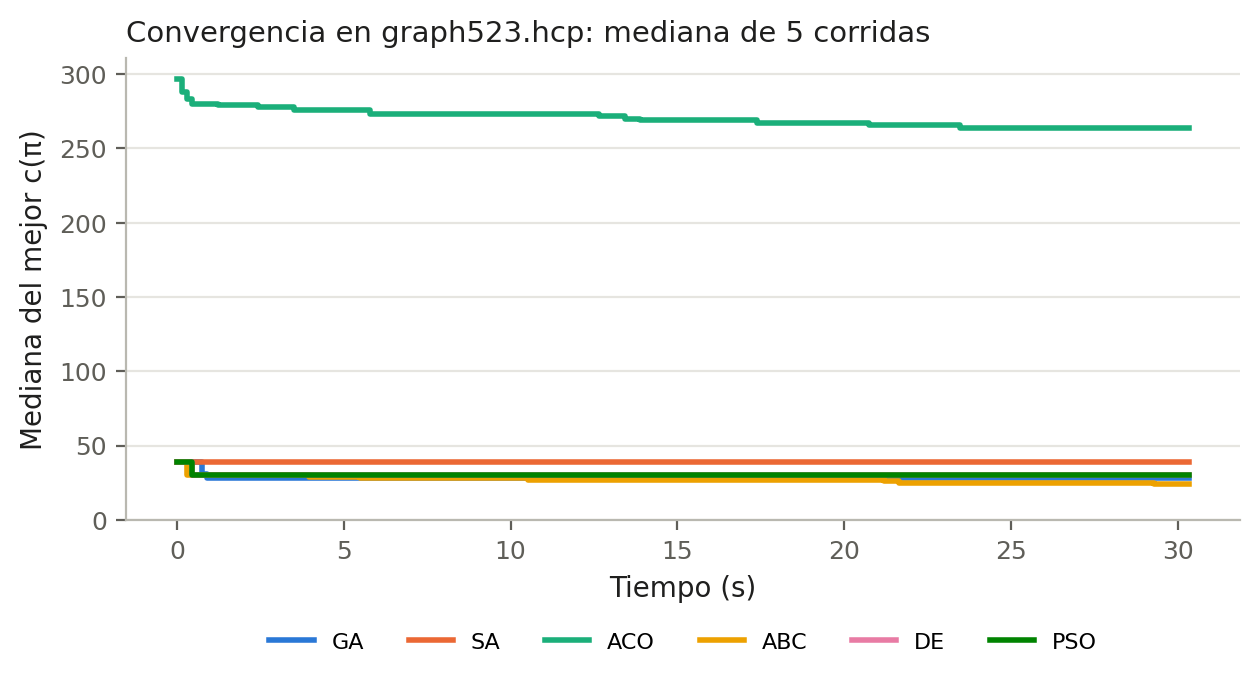 Convergencia en graph523.hcp: mediana de 5 corridas
Mediana del mejor c(π)
300
250
200
150
100
50
0
0 5 10 15 20 25 30
Tiempo (s)
GA SA ACO ABC DE PSO